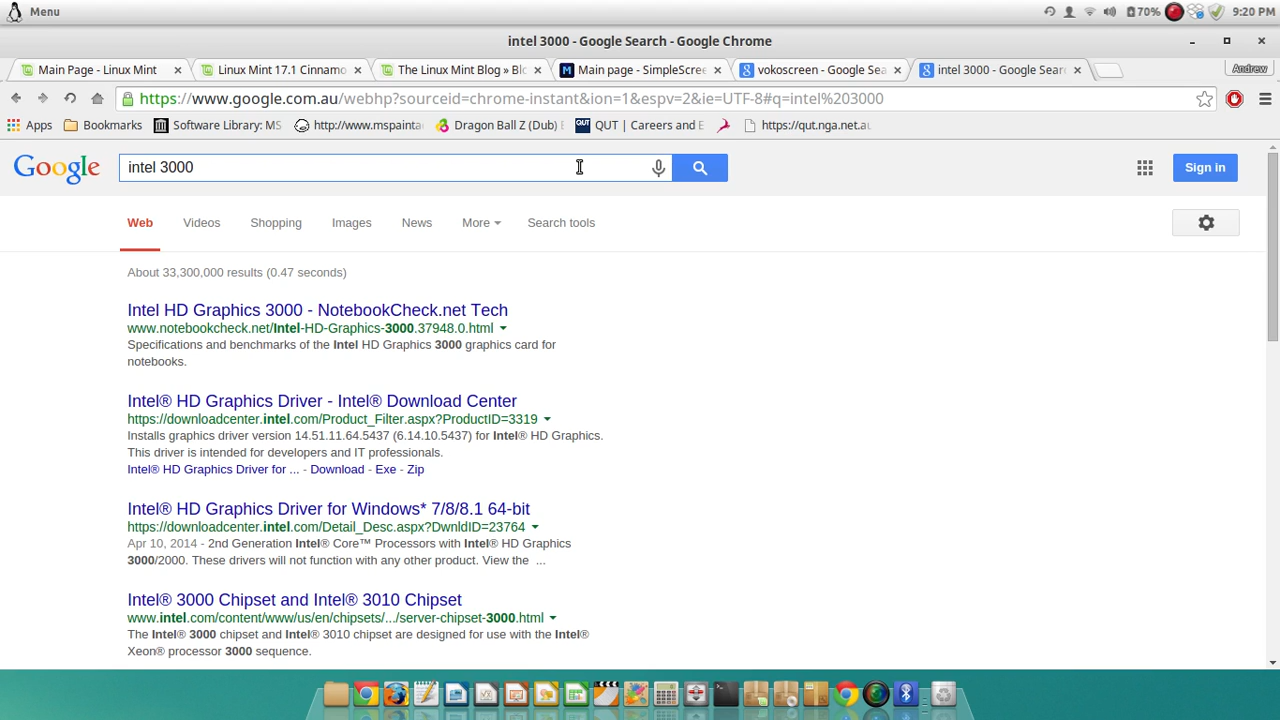 Menu
70%
9:20 PM
intel 3000 - Google Search - Google Chrome
Main Page - Linux Mint
Linux Mint 17.1 Cinnamo
The Linux Mint Blog » Blo
Main page - SimpleScree
vokoscreen - Google Sea
intel 3000 - Google Searc
Andrew
https://www.google.com.au/webhp?sourceid=chrome-instant&ion=1&espv=2&ie=UTF-8#q=intel%203000
Apps
Bookmarks
Software Library: MS
http://www.mspainta
Dragon Ball Z (Dub) E
QUT | Careers and E
https://qut.nga.net.au
Google
intel 3000
Sign in
Web
Videos
Shopping
Images
News
More
Search tools
About 33,300,000 results (0.47 seconds)
Intel HD Graphics 3000 - NotebookCheck.net Tech
www.notebookcheck.net/Intel-HD-Graphics-3000.37948.0.html
Specifications and benchmarks of the Intel HD Graphics 3000 graphics card for
notebooks.
Intel® HD Graphics Driver - Intel® Download Center
https://downloadcenter.intel.com/Product_Filter.aspx?ProductID=3319
Installs graphics driver version 14.51.11.64.5437 (6.14.10.5437) for Intel® HD Graphics.
This driver is intended for developers and IT professionals.
Intel® HD Graphics Driver for ... - Download - Exe - Zip
Intel® HD Graphics Driver for Windows* 7/8/8.1 64-bit
https://downloadcenter.intel.com/Detail_Desc.aspx?DwnldID=23764
Apr 10, 2014 - 2nd Generation Intel® Core™ Processors with Intel® HD Graphics
3000/2000. These drivers will not function with any other product. View the ...
Intel® 3000 Chipset and Intel® 3010 Chipset
www.intel.com/content/www/us/en/chipsets/.../server-chipset-3000.html
The Intel® 3000 chipset and Intel® 3010 chipset are designed for use with the Intel®
Xeon® processor 3000 sequence.